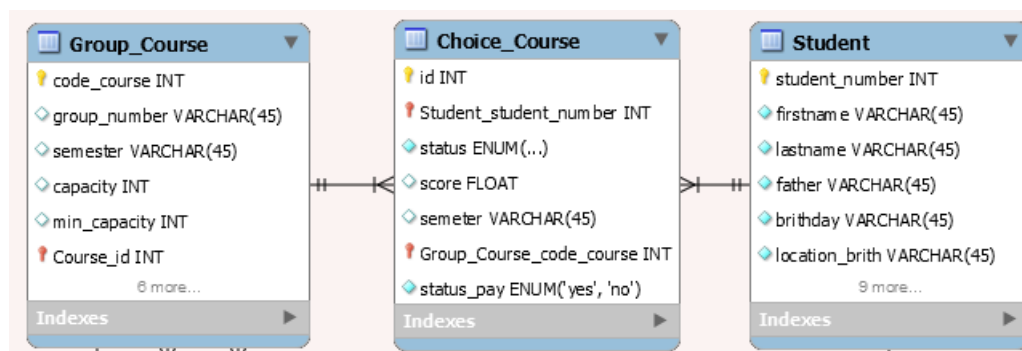 Group_Course
code_course INT
group_number VARCHAR(45)
semester VARCHAR(45)
capacity INT
min_capacity INT
Course_id INT
6 more...
Indexes
Choice_Course
id INT
Student_student_number INT
status ENUM(...)
score FLOAT
semeter VARCHAR(45)
Group_Course_code_course INT
status_pay ENUM('yes', 'no')
Indexes
Student
student_number INT
firstname VARCHAR(45)
lastname VARCHAR(45)
father VARCHAR(45)
brithday VARCHAR(45)
location_brith VARCHAR(45)
9 more...
Indexes